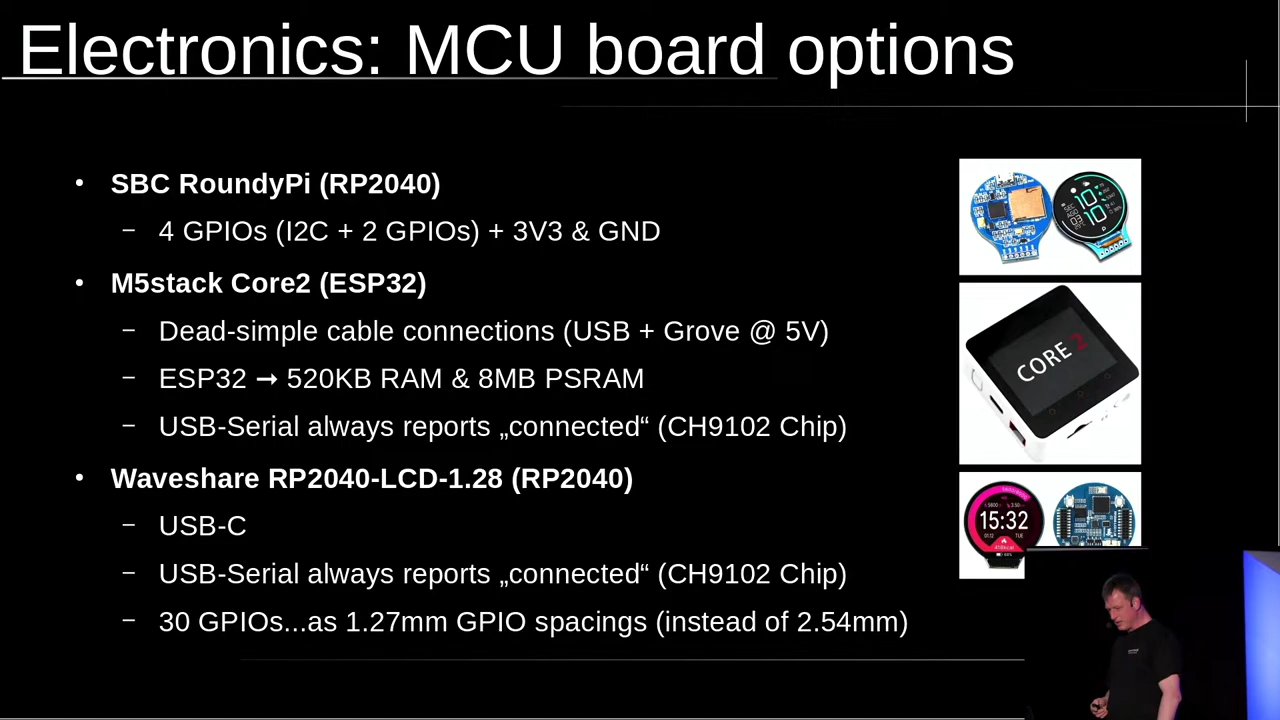 Electronics: MCU board options
SBC RoundyPi (RP2040)
4 GPIOs (I2C + 2 GPIOs) + 3V3 & GND
M5stack Core2 (ESP32)
Dead-simple cable connections (USB + Grove @ 5V)
ESP32 ➞ 520KB RAM & 8MB PSRAM
USB-Serial always reports „connected“ (CH9102 Chip)
Waveshare RP2040-LCD-1.28 (RP2040)
USB-C
USB-Serial always reports „connected“ (CH9102 Chip)
30 GPIOs...as 1.27mm GPIO spacings (instead of 2.54mm)
10
10
CORE 2
15:32
TUE